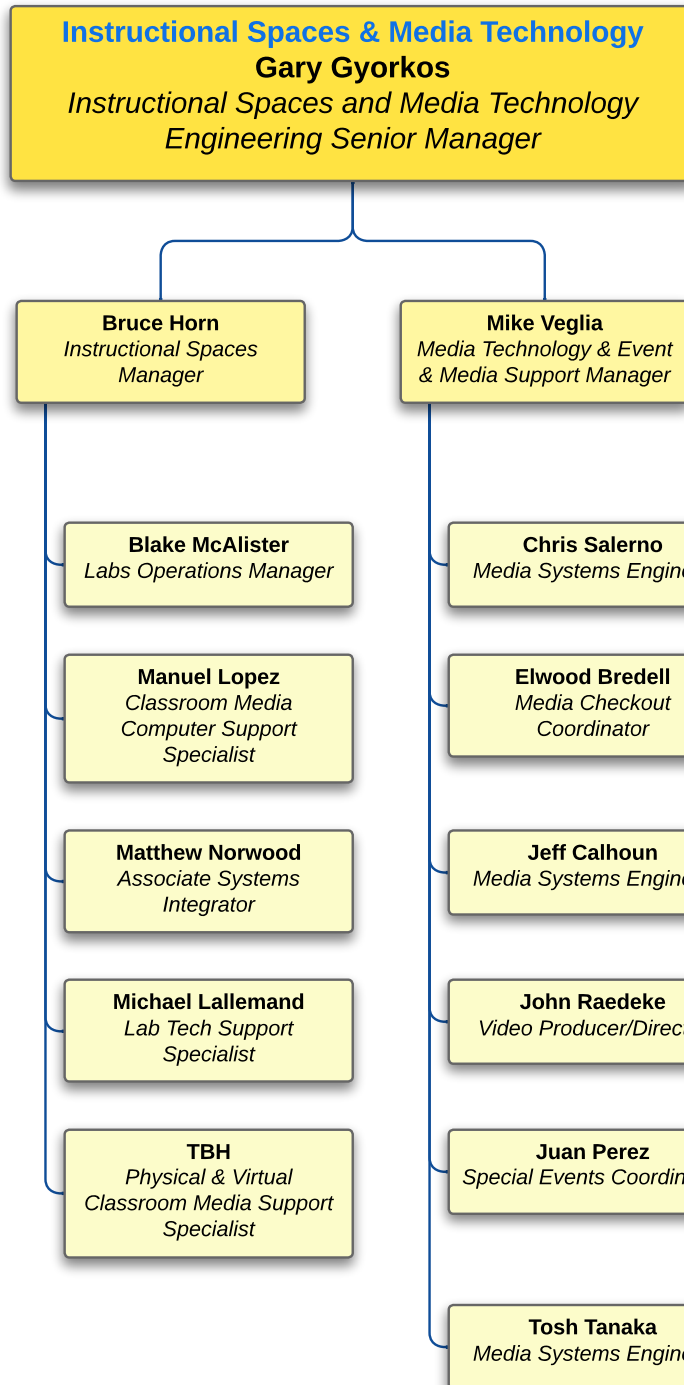 Instructional Spaces & Media Technology
Gary Gyorkos
Instructional Spaces and Media Technology
Engineering Senior Manager
Bruce Horn
Instructional Spaces
Manager
Blake McAlister
Labs Operations Manager
Manuel Lopez
Classroom Media
Computer Support
Specialist
Matthew Norwood
Associate Systems
Integrator
Michael Lallemand
Lab Tech Support
Specialist
TBH
Physical & Virtual
Classroom Media Support
Specialist
Mike Veglia
Media Technology & Event
& Media Support Manager
Chris Salerno
Media Systems
Elwood Bredell
Media Checkout
Coordinator
Jeff Calhoun
Media Systems
John Raedeke
Video
Juan Perez
Special Events
Tosh Tanaka
Media Systems